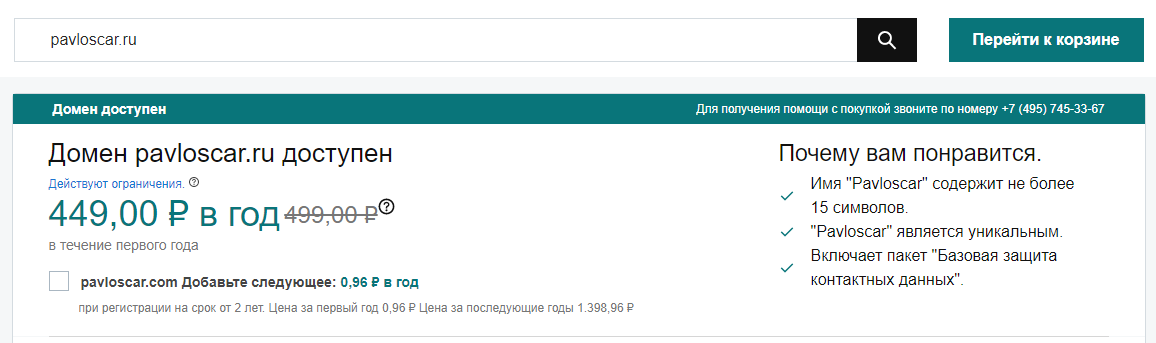 pavloscar.ru
Перейти к корзине
Домен доступен
Для получения помощи с покупкой звоните по номеру +7 (495) 745-33-67
Домен pavloscar.ru доступен
Действуют ограничения. ?
449,00 ₽ в год 499,00 ₽ ?
в течение первого года
pavloscar.com Добавьте следующее: 0,96 ₽ в год
при регистрации на срок от 2 лет. Цена за первый год 0,96 ₽ Цена за последующие годы 1.398,96 ₽
Почему вам понравится.
Имя "Pavloscar" содержит не более
15 символов.
"Pavloscar" является уникальным.
Включает пакет "Базовая защита
контактных данных".